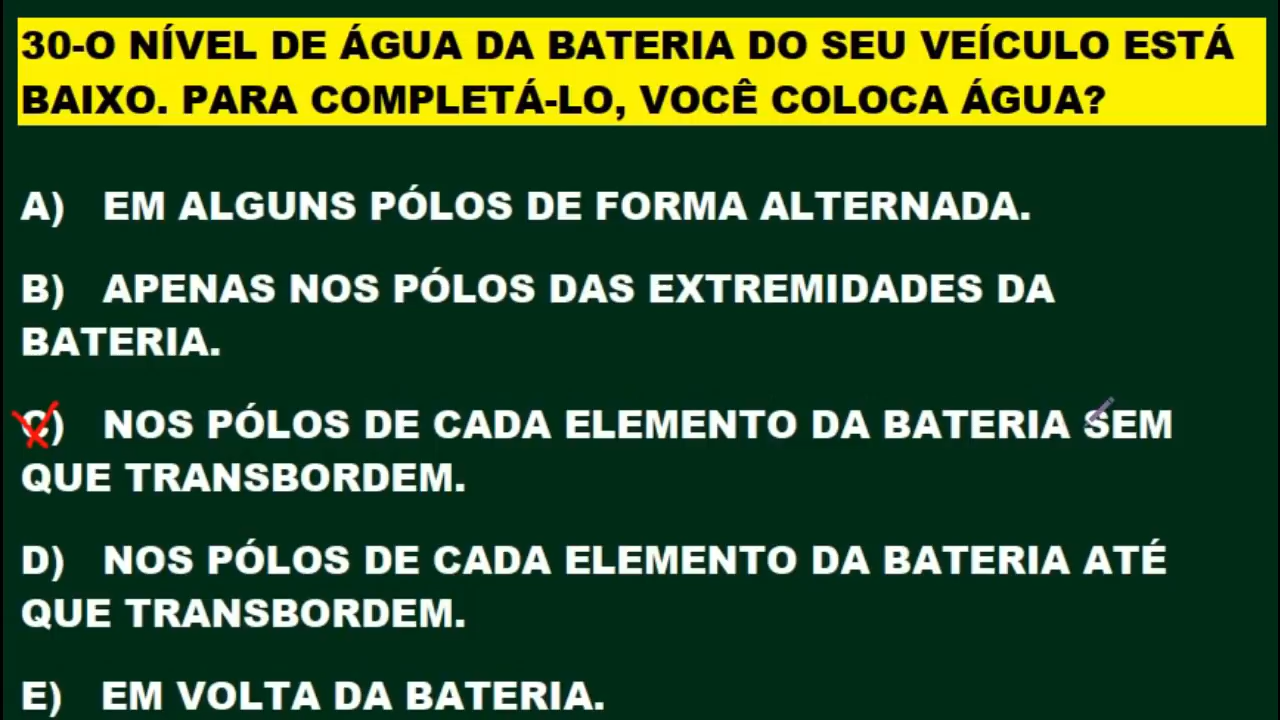 30-O NÍVEL DE ÁGUA DA BATERIA DO SEU VEÍCULO ESTÁ
BAIXO. PARA COMPLETÁ-LO, VOCÊ COLOCA ÁGUA?
A) EM ALGUNS PÓLOS DE FORMA ALTERNADA.
B) APENAS NOS PÓLOS DAS EXTREMIDADES DA
BATERIA.
C) NOS PÓLOS DE CADA ELEMENTO DA BATERIA SEM
QUE TRANSBORDEM.
D) NOS PÓLOS DE CADA ELEMENTO DA BATERIA ATÉ
QUE TRANSBORDEM.
E) EM VOLTA DA BATERIA.